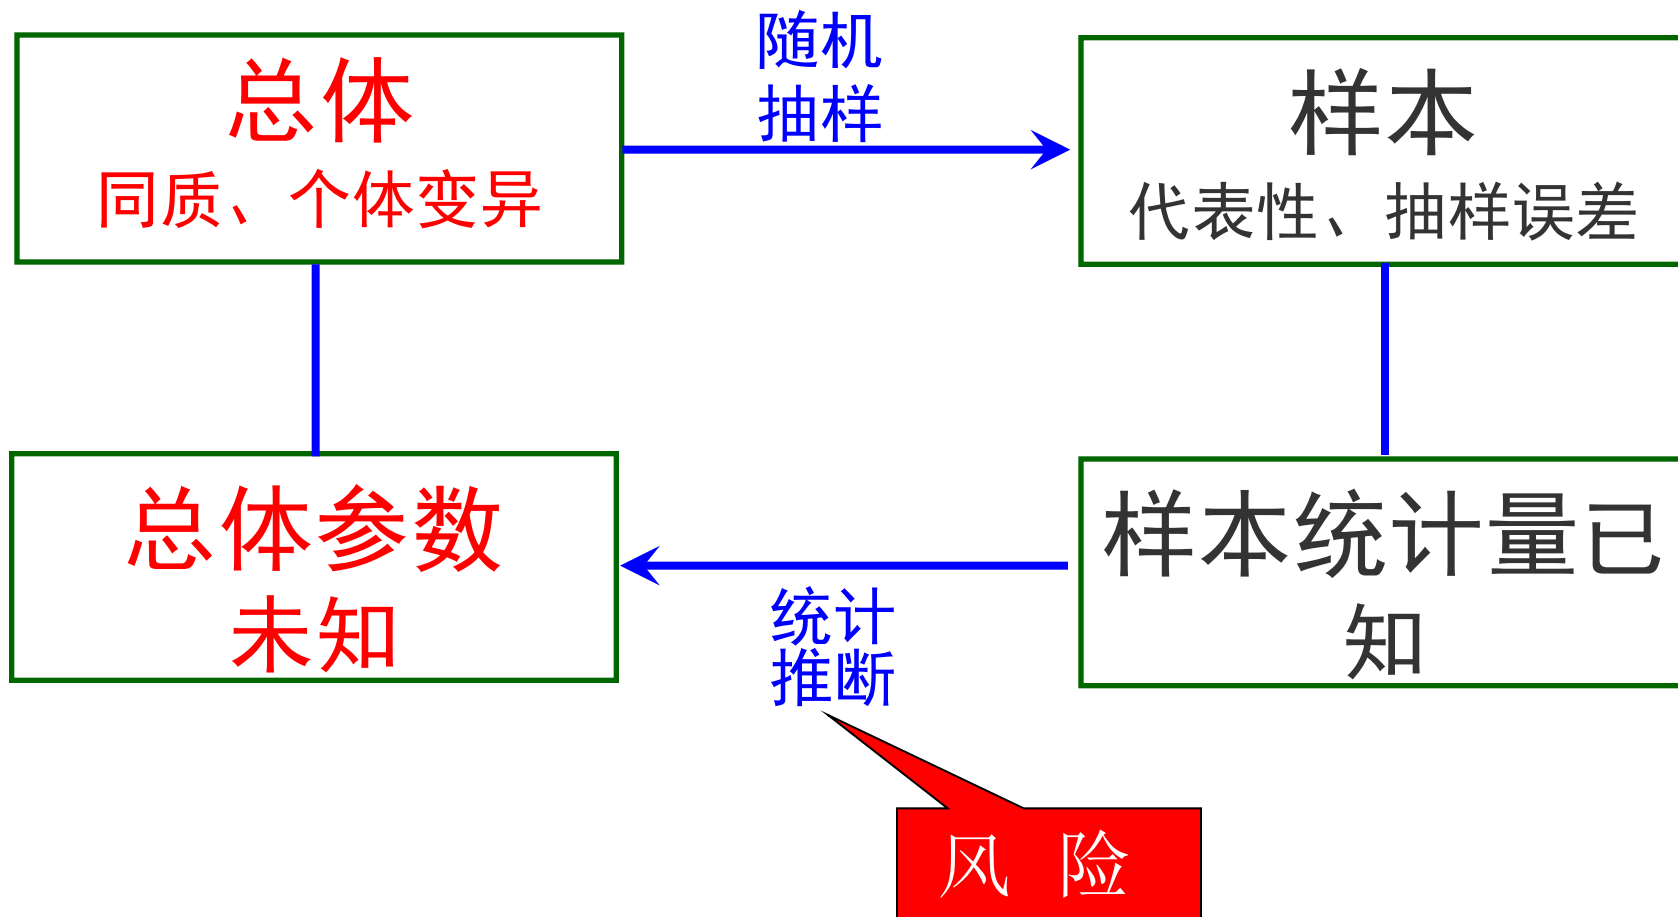 总体
同质、个体变异
随机
抽样
样本
代表性、抽样误差
总体参数
未知
统计
推断
样本统计量已
知
风 险